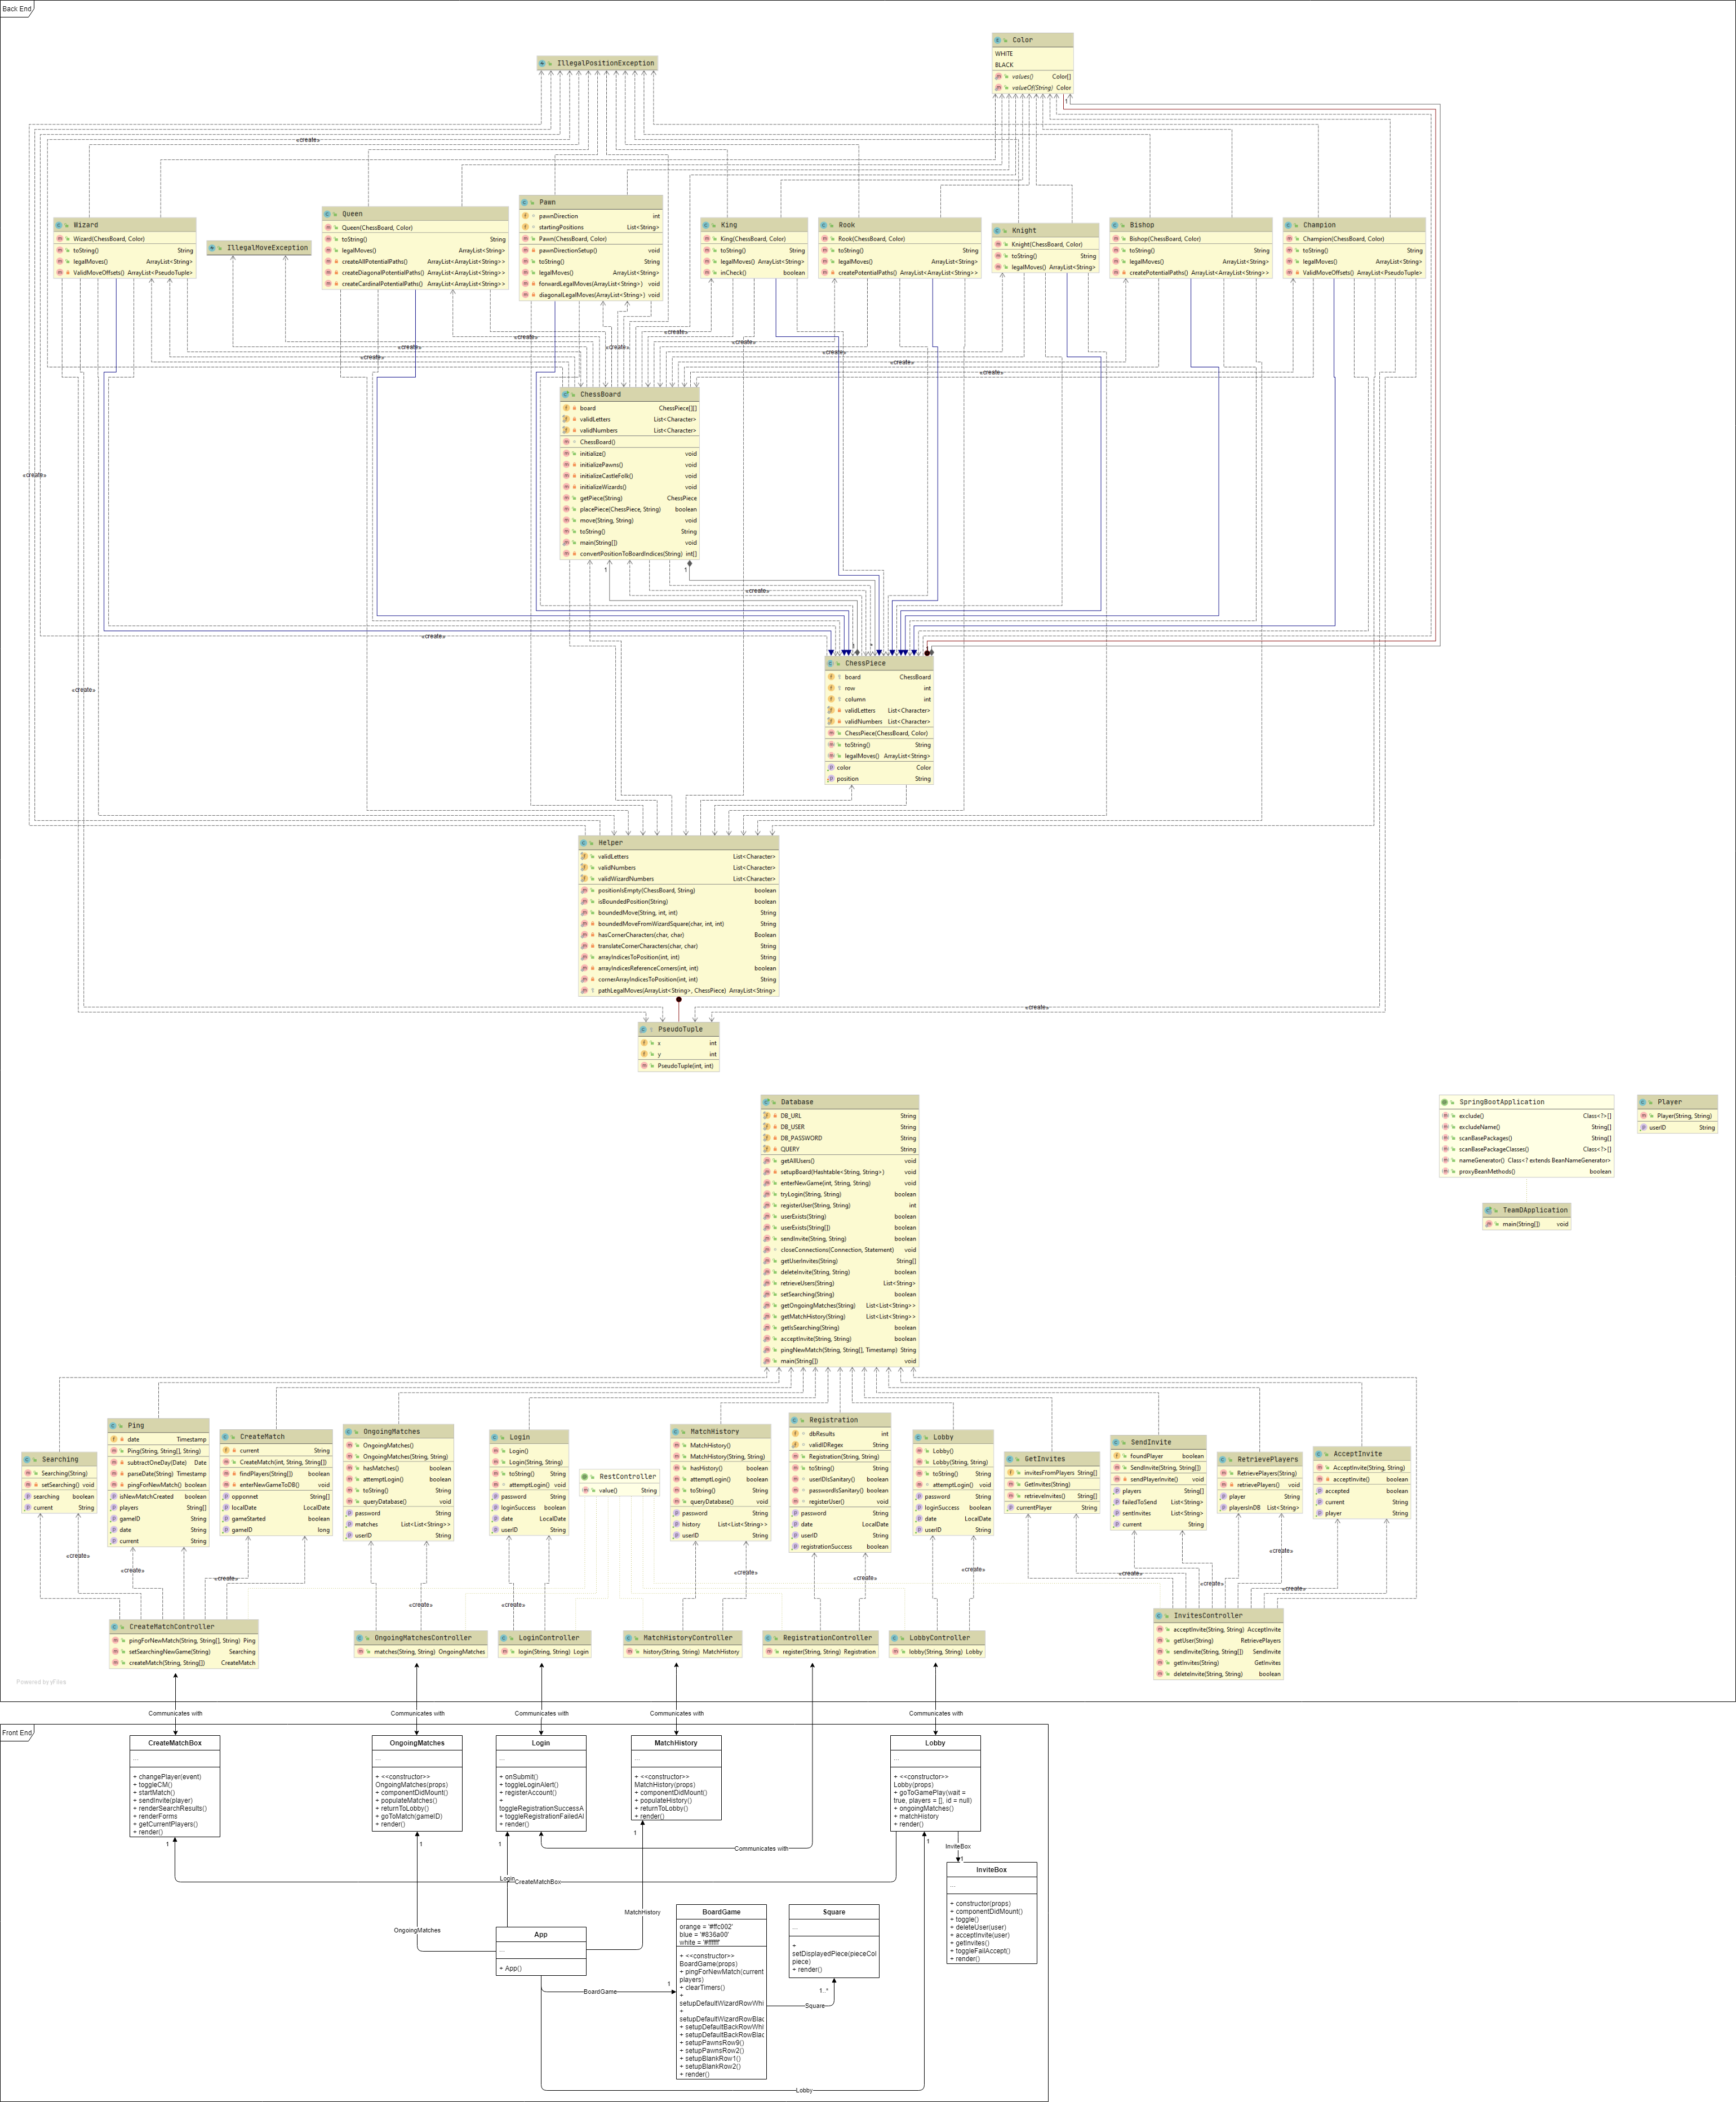 Back End
IllegalPositionException
Color
WHITE
BLACK
values() Color[]
valueOf(String) Color
1
«create»
Wizard
Wizard(ChessBoard, Color)
toString() String
legalMoves() ArrayList<String>
ValidMoveOffsets() ArrayList<PseudoTuple>
IllegalMoveException
Queen
Queen(ChessBoard, Color)
toString() String
legalMoves() ArrayList<String>
createAllPotentialPaths() ArrayList<ArrayList<String>>
createDiagonalPotentialPaths() ArrayList<ArrayList<String>>
createCardinalPotentialPaths() ArrayList<ArrayList<String>>
Pawn
pawnDirection int
startingPositions List<String>
Pawn(ChessBoard, Color)
pawnDirectionSetup() void
toString() String
legalMoves() ArrayList<String>
forwardLegalMoves(ArrayList<String>) void
diagonalLegalMoves(ArrayList<String>) void
King
King(ChessBoard, Color)
toString() String
legalMoves() ArrayList<String>
inCheck() boolean
Rook
Rook(ChessBoard, Color)
toString() String
legalMoves() ArrayList<String>
createPotentialPaths() ArrayList<ArrayList<String>>
Knight
Knight(ChessBoard, Color)
toString() String
legalMoves() ArrayList<String>
Bishop
Bishop(ChessBoard, Color)
toString() String
legalMoves() ArrayList<String>
createPotentialPaths() ArrayList<ArrayList<String>>
Champion
Champion(ChessBoard, Color)
toString() String
legalMoves() ArrayList<String>
ValidMoveOffsets() ArrayList<PseudoTuple>
«create»
«create»
«create»
«create»
«create»
«create»
«create»
«create»
«create»
«create»
ChessBoard
board ChessPiece[][]
validLetters List<Character>
validNumbers List<Character>
ChessBoard()
initialize() void
initializePawns() void
initializeCastleFolk() void
initializeWizards() void
getPiece(String) ChessPiece
placePiece(ChessPiece, String) boolean
move(String, String) void
toString() String
main(String[]) void
convertPositionToBoardIndices(String) int[]
«create»
1
1
«create»
«create»
«create»
ChessPiece
board ChessBoard
row int
column int
validLetters List<Character>
validNumbers List<Character>
ChessPiece(ChessBoard, Color)
toString() String
legalMoves() ArrayList<String>
color Color
position String
Helper
validLetters List<Character>
validNumbers List<Character>
validWizardNumbers List<Character>
positionIsEmpty(ChessBoard, String) boolean
isBoundedPosition(String) boolean
boundedMove(String, int, int) String
boundedMoveFromWizardSquare(char, int, int) String
hasCornerCharacters(char, char) Boolean
translateCornerCharacters(char, char) String
arrayIndicesToPosition(int, int) String
arrayIndicesReferenceCorners(int, int) boolean
cornerArrayIndicesToPosition(int, int) String
pathLegalMoves(ArrayList<String>, ChessPiece) ArrayList<String>
«create»
PseudoTuple
x int
y int
PseudoTuple(int, int)
Database
DB_URL String
DB_USER String
DB_PASSWORD String
QUERY String
getAllUsers() void
setupBoard(Hashtable<String, String>) void
enterNewGame(int, String, String) void
tryLogin(String, String) boolean
registerUser(String, String) int
userExists(String) boolean
userExists(String[]) boolean
sendInvite(String, String) boolean
closeConnections(Connection, Statement) void
getUserInvites(String) String[]
deleteInvite(String, String) boolean
retrieveUsers(String) List<String>
setSearching(String) boolean
getOngoingMatches(String) List<List<String>>
getMatchHistory(String) List<List<String>>
getIsSearching(String) boolean
acceptInvite(String, String) boolean
pingNewMatch(String, String[], Timestamp) String
main(String[]) void
SpringBootApplication
exclude() Class<?>[]
excludeName() String[]
scanBasePackages() String[]
scanBasePackageClasses() Class<?>[]
nameGenerator() Class<? extends BeanNameGenerator>
proxyBeanMethods() boolean
Player
Player(String, String)
userID String
TeamDApplication
main(String[]) void
Searching
Searching(String)
setSearching() void
searching boolean
current String
Ping
date Timestamp
Ping(String, String[], String)
subtractOneDay(Date) Date
parseDate(String) Timestamp
pingForNewMatch() boolean
isNewMatchCreated boolean
players String[]
gameID String
date String
current String
CreateMatch
current String
CreateMatch(int, String, String[])
findPlayers(String[]) boolean
enterNewGameToDB() void
opponnet String[]
localDate LocalDate
gameStarted boolean
gameID long
OngoingMatches
OngoingMatches()
OngoingMatches(String, String)
hasMatches() boolean
attemptLogin() boolean
toString() String
queryDatabase() void
password String
matches List<List<String>>
userID String
Login
Login()
Login(String, String)
toString() String
attemptLogin() void
password String
loginSuccess boolean
date LocalDate
userID String
RestController
value() String
MatchHistory
MatchHistory()
MatchHistory(String, String)
hasHistory() boolean
attemptLogin() boolean
toString() String
queryDatabase() void
password String
history List<List<String>>
userID String
Registration
dbResults int
validIDRegex String
Registration(String, String)
toString() String
userIDIsSanitary() boolean
passwordIsSanitary() boolean
registerUser() void
password String
date LocalDate
userID String
registrationSuccess boolean
Lobby
Lobby()
Lobby(String, String)
toString() String
attemptLogin() void
password String
loginSuccess boolean
date LocalDate
userID String
GetInvites
invitesFromPlayers String[]
GetInvites(String)
retrieveInvites() String[]
currentPlayer String
SendInvite
foundPlayer boolean
SendInvite(String, String[])
sendPlayerInvite() void
players String[]
failedToSend List<String>
sentInvites List<String>
current String
RetrievePlayers
RetrievePlayers(String)
retrievePlayers() void
player String
playersInDB List<String>
AcceptInvite
AcceptInvite(String, String)
acceptInvite() boolean
accepted boolean
current String
player String
«create»
«create»
«create»
«create»
«create»
«create»
«create»
«create»
«create»
«create»
«create»
CreateMatchController
pingForNewMatch(String, String[], String) Ping
setSearchingNewGame(String) Searching
createMatch(String, String[]) CreateMatch
OngoingMatchesController
matches(String, String) OngoingMatches
LoginController
login(String, String) Login
MatchHistoryController
history(String, String) MatchHistory
RegistrationController
register(String, String) Registration
LobbyController
lobby(String, String) Lobby
InvitesController
acceptInvite(String, String) AcceptInvite
getUser(String) RetrievePlayers
sendInvite(String, String[]) SendInvite
getInvites(String) GetInvites
deleteInvite(String, String) boolean
Powered by yFiles
Communicates with
Communicates with
Communicates with
Communicates with
Communicates with
Front End
CreateMatchBox
...
+ changePlayer(event)
+ toggleCM()
+ startMatch()
+ sendInvite(player)
+ renderSearchResults()
+ renderForms
+ getCurrentPlayers()
+ render()
OngoingMatches
...
+ <<constructor>>
OngoingMatches(props)
+ componentDidMount()
+ populateMatches()
+ returnToLobby()
+ goToMatch(gameID)
+ render()
Login
...
+ onSubmit()
+ toggleLoginAlert()
+ registerAccount()
+
toggleRegistrationSuccessA
+ toggleRegistrationFailedAl
+ render()
MatchHistory
...
+ <<constructor>>
MatchHistory(props)
+ componentDidMount()
+ populateHistory()
+ returnToLobby()
+ render()
Lobby
...
+ <<constructor>>
Lobby(props)
+ goToGamePlay(wait =
true, players = [], id = null)
+ ongoingMatches()
+ matchHistory
+ render()
1
1
1
1
1
Communicates with
InviteBox
1
InviteBox
...
+ constructor(props)
+ componentDidMount()
+ toggle()
+ deleteUser(user)
+ acceptInvite(user)
+ getInvites()
+ toggleFailAccept()
+ render()
Login
CreateMatchBox
MatchHistory
OngoingMatches
App
...
+ App()
BoardGame
orange = '#ffc002'
blue = '#836a00'
white = '#ffffff'
+ <<constructor>>
BoardGame(props)
+ pingForNewMatch(current
players)
+ clearTimers()
+
setupDefaultWizardRowWhi
+
setupDefaultWizardRowBlac
+ setupDefaultBackRowWhi
+ setupDefaultBackRowBlac
+ setupPawnsRow9()
+ setupPawnsRow2()
+ setupBlankRow1()
+ setupBlankRow2()
+ render()
Square
...
+
setDisplayedPiece(pieceCol
piece)
+ render()
1
BoardGame
1..*
Square
Lobby